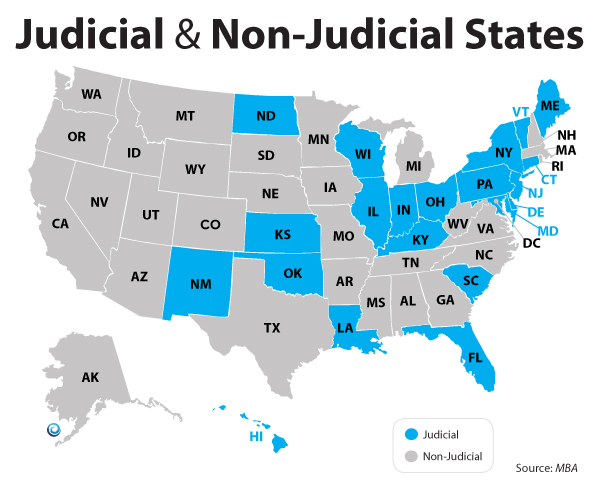 Judicial & Non-Judicial States
WA
MT
ND
MN
VT
ME
OR
ID
WY
SD
WI
MI
NY
NH
MA
RI
CT
NV
UT
CO
NE
IA
IL
IN
OH
PA
NJ
DE
MD
DC
CA
KS
MO
KY
WV
VA
AZ
NM
OK
AR
TN
NC
SC
TX
LA
MS
AL
GA
FL
AK
HI
Judicial
Non-Judicial
Source: MBA